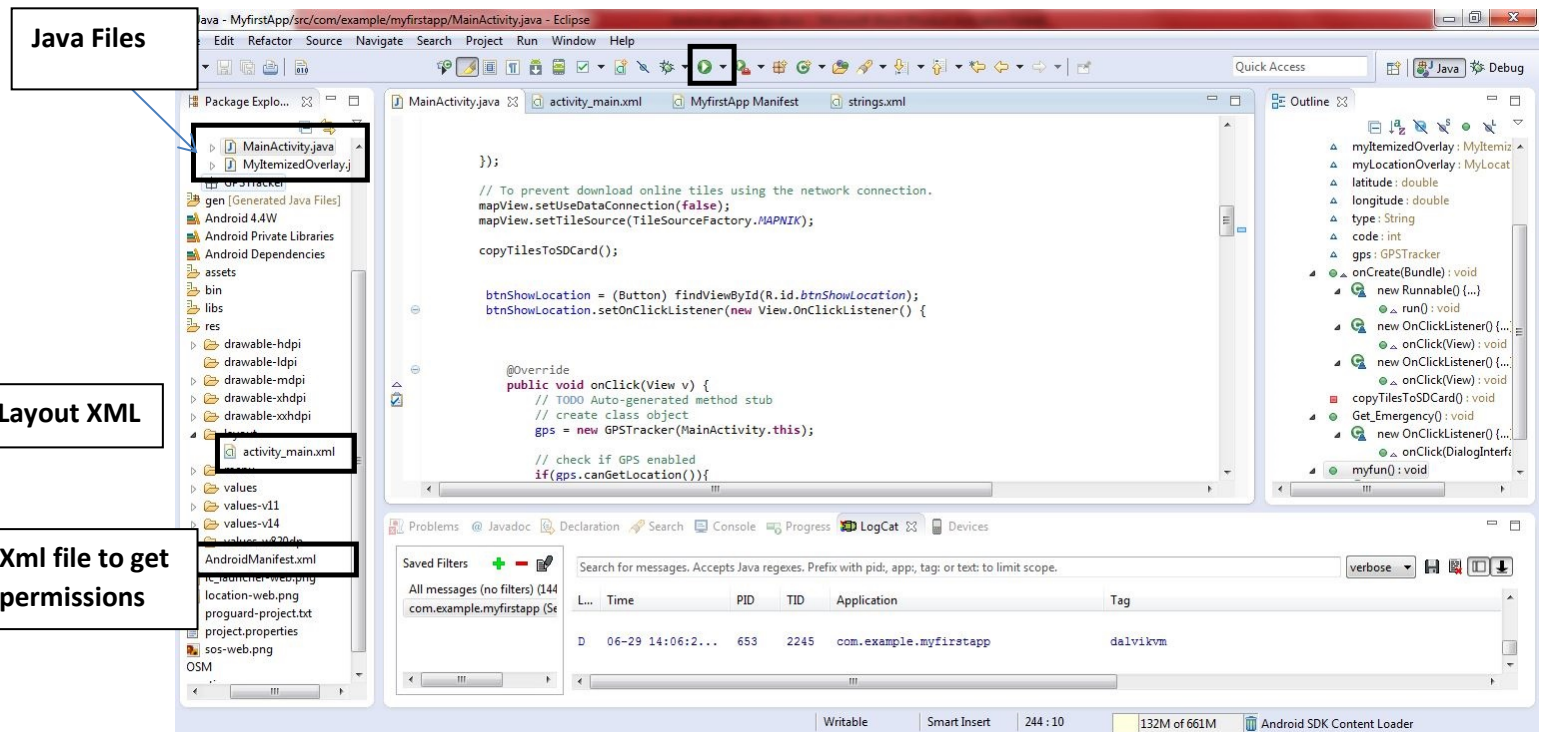 Java - MyfirstApp/src/com/example/myfirstapp/MainActivity.java - Eclipse
Java Files
Edit Refactor Source Navigate Search Project Run Window Help
Quick Access
Java
Debug
Package Explo...
MainActivity.java
MyItemizedOverlay.j
GPSTracker
gen [Generated Java Files]
Android 4.4W
Android Private Libraries
Android Dependencies
assets
bin
libs
res
drawable-hdpi
drawable-ldpi
drawable-mdpi
drawable-xhdpi
drawable-xxhdpi
layout
Layout XML
activity_main.xml
menu
values
values-v11
values-v14
values-w820dp
Xml file to get
permissions
AndroidManifest.xml
ic_launcher-web.png
location-web.png
proguard-project.txt
project.properties
sos-web.png
OSM
MainActivity.java
activity_main.xml
MyfirstApp Manifest
strings.xml
});
// To prevent download online tiles using the network connection.
mapView.setUseDataConnection(false);
mapView.setTileSource(TileSourceFactory.MAPNIK);
copyTilesToSDCard();
btnShowLocation = (Button) findViewById(R.id.btnShowLocation);
btnShowLocation.setOnClickListener(new View.OnClickListener() {
@Override
public void onClick(View v) {
// TODO Auto-generated method stub
// create class object
gps = new GPSTracker(MainActivity.this);
// check if GPS enabled
if(gps.canGetLocation()){
Outline
myItemizedOverlay : MyItemiz
myLocationOverlay : MyLocat
latitude : double
longitude : double
type : String
code : int
gps : GPSTracker
onCreate(Bundle) : void
new Runnable() {...}
run() : void
new OnClickListener() {...
onClick(View) : void
new OnClickListener() {...
onClick(View) : void
copyTilesToSDCard() : void
Get_Emergency() : void
new OnClickListener() {...
onClick(DialogInterfa
myfun() : void
Problems @ Javadoc Declaration Search Console Progress LogCat Devices
Saved Filters
All messages (no filters) (144
com.example.myfirstapp (Se
Search for messages. Accepts Java regexes. Prefix with pid:, app:, tag: or text: to limit scope.
verbose
L... Time PID TID Application Tag
D 06-29 14:06:2... 653 2245 com.example.myfirstapp dalvikvm
Writable Smart Insert 244 : 10 132M of 661M Android SDK Content Loader